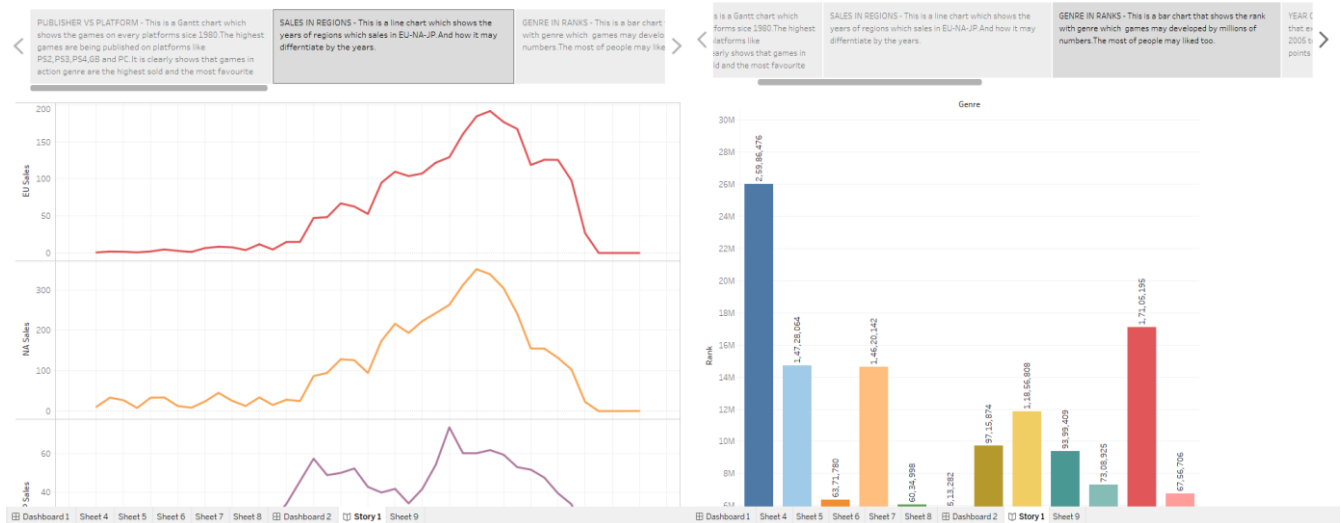 PUBLISHER VS PLATFORM - This is a Gantt chart which
shows the games on every platforms sice 1980.The highest
games are being published on platforms like
PS2,PS3,PS4,GB and PC.It is clearly shows that games in
action genre are the highest sold and the most favourite
SALES IN REGIONS - This is a line chart which shows the
years of regions which sales in EU-NA-JP.And how it may
differntiate by the years.
GENRE IN RANKS - This is a bar chart
with genre which games may develo
numbers.The most of people may like
200
150
100
50
0
EU Sales
300
200
100
0
NA Sales
60
40
P Sales
Dashboard 1 Sheet 4 Sheet 5 Sheet 6 Sheet 7 Sheet 8 Dashboard 2 Story 1 Sheet 9
s is a Gantt chart which
forms sice 1980.The highest
latforms like
early shows that games in
ld and the most favourite
SALES IN REGIONS - This is a line chart which shows the
years of regions which sales in EU-NA-JP.And how it may
differntiate by the years.
GENRE IN RANKS - This is a bar chart that shows the rank
with genre which games may developed by millions of
numbers.The most of people may liked too.
YEAR O
that ex
2005 to
points
Genre
30M
28M
26M
24M
22M
20M
18M
16M
14M
12M
10M
8M
6M
Rank
2,59,86,476
1,47,28,064
63,71,780
1,46,20,142
60,34,998
5,13,282
97,15,874
1,18,56,808
93,99,409
73,08,925
1,71,05,195
67,56,706
Dashboard 1 Sheet 4 Sheet 5 Sheet 6 Sheet 7 Sheet 8 Dashboard 2 Story 1 Sheet 9